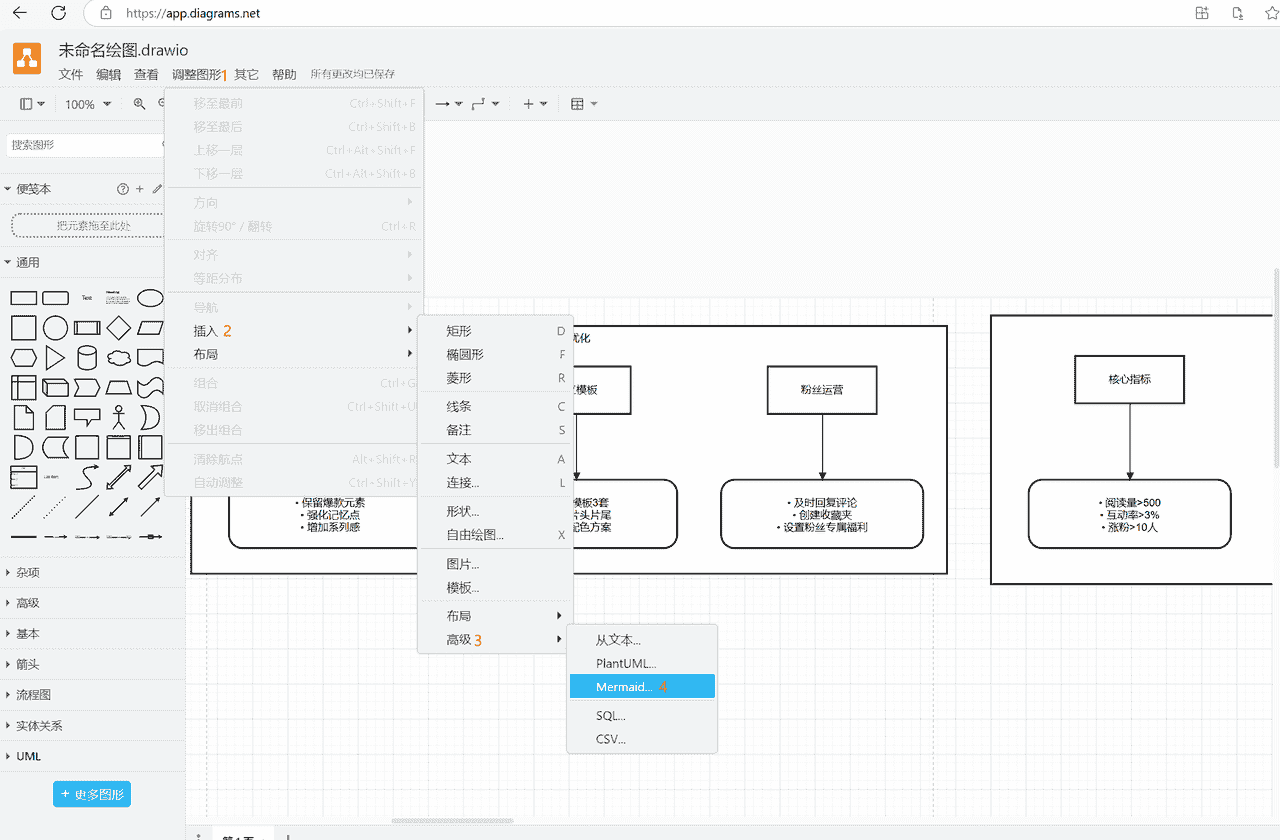 https://app.diagrams.net
未命名绘图.drawio
文件 编辑 查看 调整图形1 其它 帮助 所有更改均已保存
100%
搜索图形
便笺本
把元素拖至此处
通用
Text
杂项
高级
基本
箭头
流程图
实体关系
UML
+ 更多图形
移至最前 Ctrl+Shift+F
移至最后 Ctrl+Shift+B
上移一层 Ctrl+Alt+Shift+F
下移一层 Ctrl+Alt+Shift+B
方向
旋转90° / 翻转 Ctrl+R
对齐
等距分布
导航
插入 2
布局
组合 Ctrl+G
取消组合 Ctrl+Shift+U
移出组合
清除航点 Alt+Shift+R
自动调整 Ctrl+Shift+Y
矩形 D
椭圆形 F
菱形 R
线条 C
备注 S
文本 A
连接... L
形状...
自由绘图... X
图片...
模板...
布局
高级 3
从文本...
PlantUML...
Mermaid... 4
SQL...
CSV...
优化
模板
粉丝运营
核心指标
• 保留爆款元素
• 强化记忆点
• 增加系列感
模板3套
片头片尾
配色方案
• 及时回复评论
• 创建收藏夹
• 设置粉丝专属福利
• 阅读量>500
• 互动率>3%
• 涨粉>10人